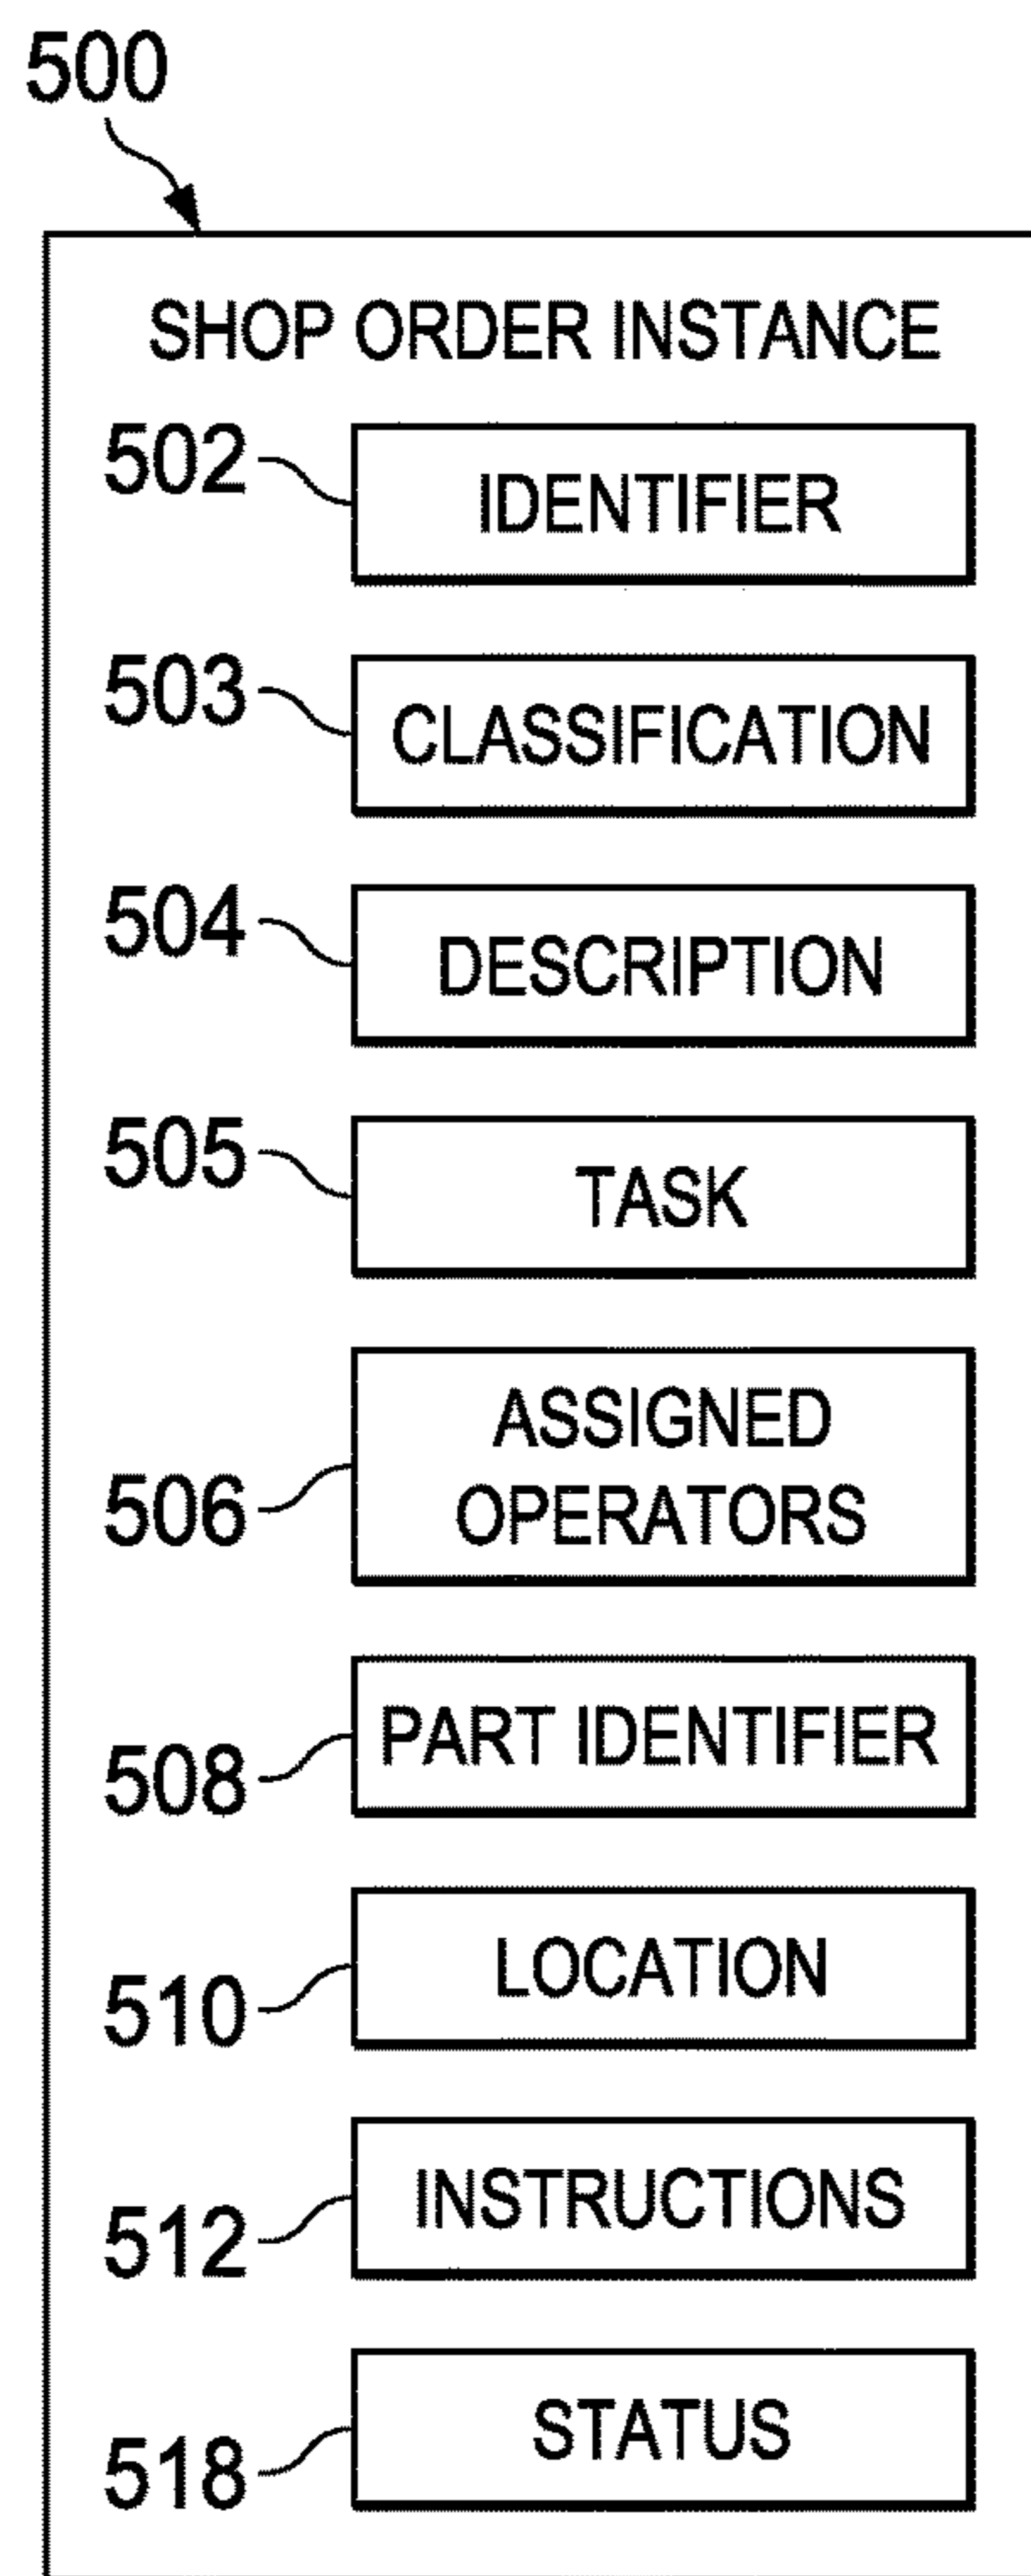 500
SHOP ORDER INSTANCE
502
IDENTIFIER
503
CLASSIFICATION
504
DESCRIPTION
505
TASK
506
ASSIGNED
OPERATORS
508
PART IDENTIFIER
510
LOCATION
512
INSTRUCTIONS
518
STATUS